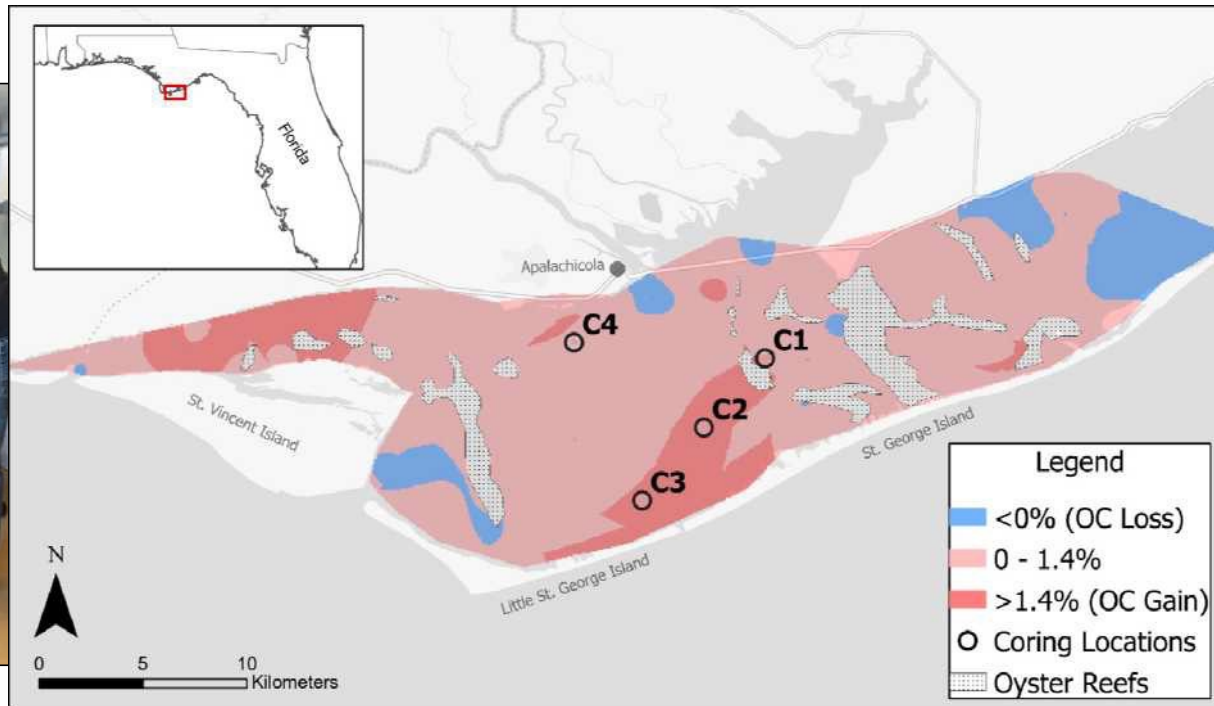 Florida
Apalachicola
C4
C1
C2
C3
St. Vincent Island
St. George Island
Little St. George Island
N
0 5 10
Kilometers
Legend
<0% (OC Loss)
0 - 1.4%
>1.4% (OC Gain)
Coring Locations
Oyster Reefs